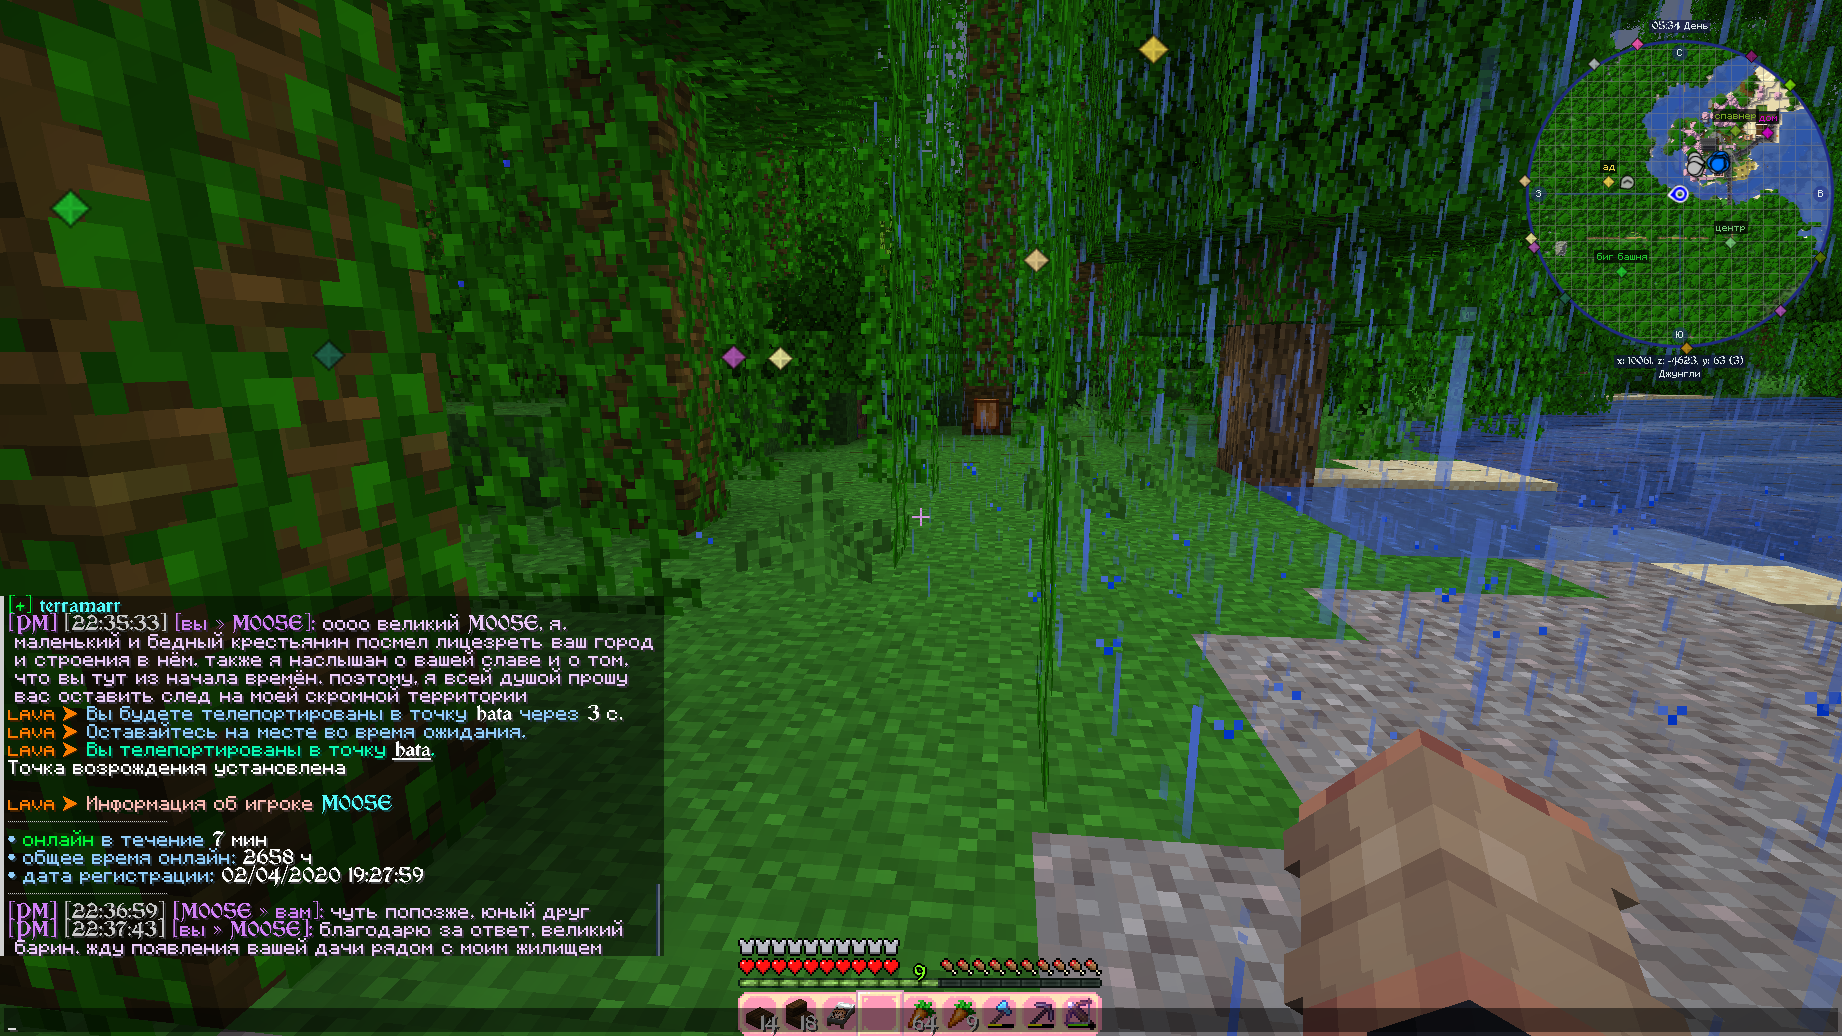 05:34 День
С
спавнер дом
ад
З
В
центр
биг башня
Ю
x: 10061, z: -4623, y: 63 (3)
Джунгли
[+] terramarr
[PM] [22:35:33] [вы » MOOSE]: оооо великий MOOSE, я,
маленький и бедный крестьянин посмел лицезреть ваш город
и строения в нём. также я наслышан о вашей славе и о том,
что вы тут из начала времён. поэтому, я всей душой прошу
вас оставить след на моей скромной территории
LAVA ➤ Вы будете телепортированы в точку bata через 3 с.
LAVA ➤ Оставайтесь на месте во время ожидания.
LAVA ➤ Вы телепортированы в точку bata.
Точка возрождения установлена
LAVA ➤ Информация об игроке MOOSE
• онлайн в течение 7 мин
• общее время онлайн: 2658 ч
• дата регистрации: 02/04/2020 19:27:59
[PM] [22:36:59] [MOOSE » вам]: чуть попозже, юный друг
[PM] [22:37:43] [вы » MOOSE]: благодарю за ответ, великий
барин. жду появления вашей дачи рядом с моим жилищем
9
14 18 64 9